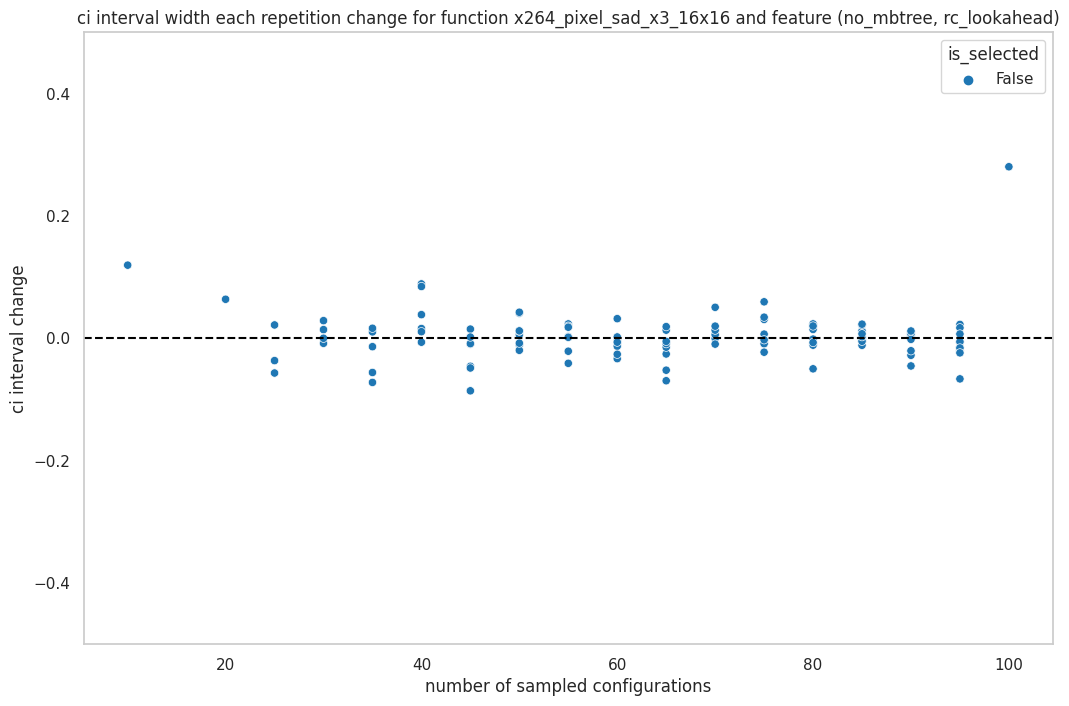 ci interval width each repetition change for function x264_pixel_sad_x3_16x16 and feature (no_mbtree, rc_lookahead)
is_selected
False
0.4
0.2
0.0
−0.2
−0.4
ci interval change
20 40 60 80 100
number of sampled configurations